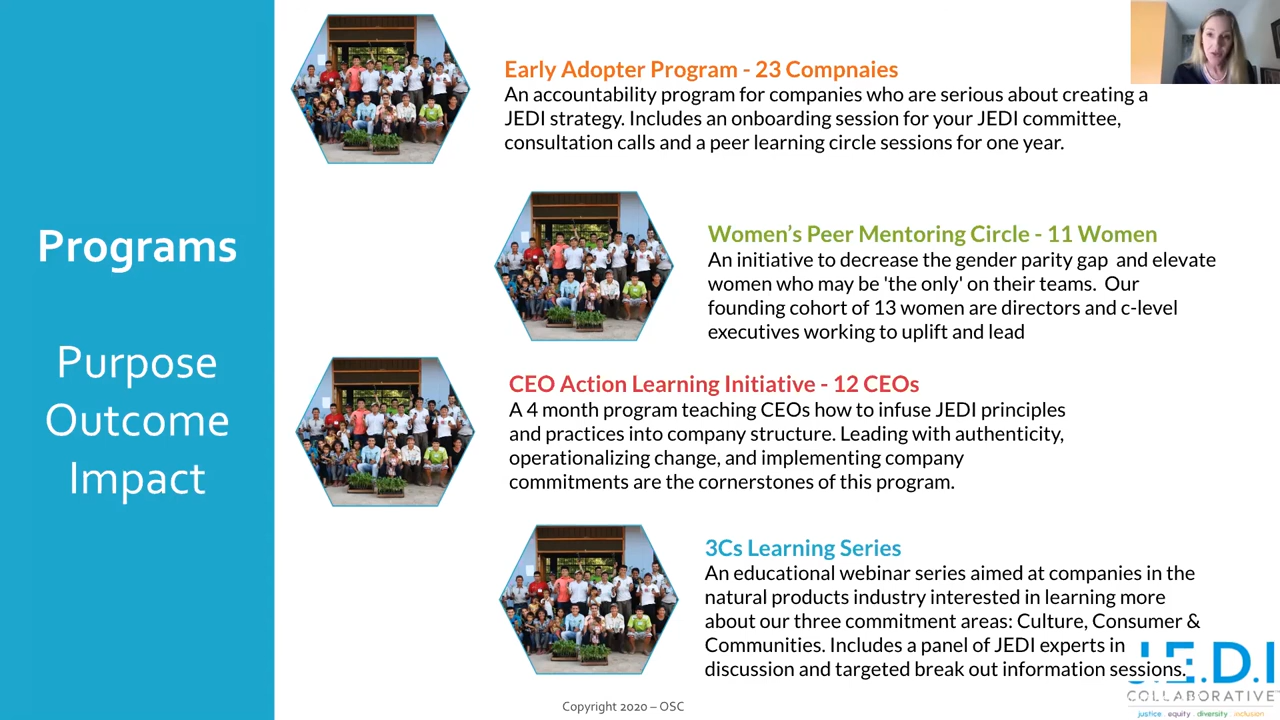 Programs
Purpose
Outcome
Impact
Early Adopter Program - 23 Compnaies
An accountability program for companies who are serious about creating a
JEDI strategy. Includes an onboarding session for your JEDI committee,
consultation calls and a peer learning circle sessions for one year.
Women’s Peer Mentoring Circle - 11 Women
An initiative to decrease the gender parity gap  and elevate
women who may be 'the only' on their teams.  Our
founding cohort of 13 women are directors and c-level
executives working to uplift and lead
CEO Action Learning Initiative - 12 CEOs
A 4 month program teaching CEOs how to infuse JEDI principles
and practices into company structure. Leading with authenticity,
operationalizing change, and implementing company
commitments are the cornerstones of this program.
3Cs Learning Series
An educational webinar series aimed at companies in the
natural products industry interested in learning more
about our three commitment areas: Culture, Consumer &
Communities. Includes a panel of JEDI experts in
discussion and targeted break out information sessions.
J.E.D.I
COLLABORATIVE™
justice . equity . diversity . inclusion
Copyright 2020 – OSC